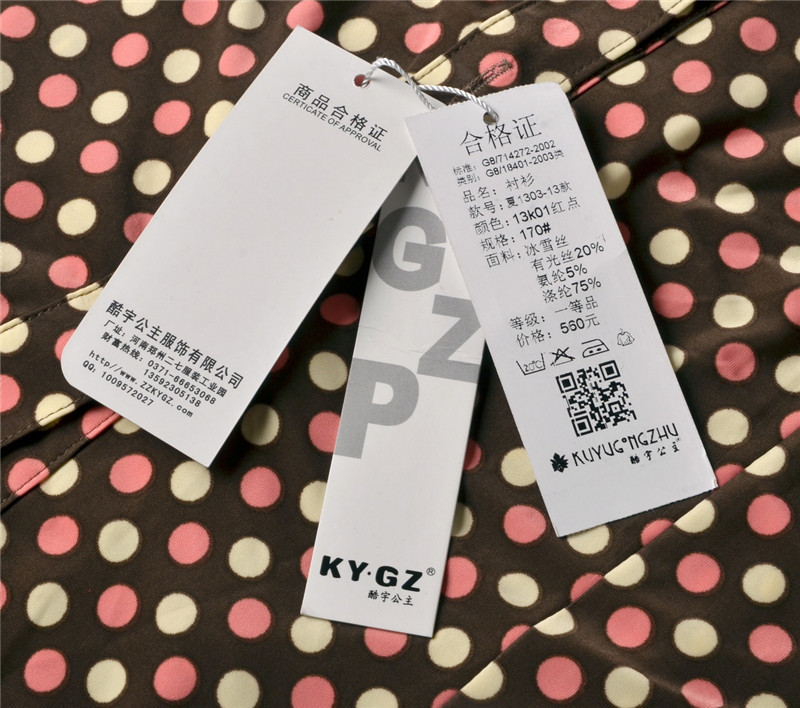 商品合格证
CERTICATE OF APPROVAL
酷宇公主服饰有限公司
厂址:河南郑州二七服装工业园
财富热线:0371-66653068
13592305138
http://www.ZZKYGZ.com
QQ:1009572027
GZP
KY·GZ®
酷宇公主
合格证
标准:GB/T14272-2002
类别:GB/18401-2003类
品名:衬衫
款号:夏1303-13款
颜色:13k01红点
规格:170#
面料:冰雪丝
有光丝20%
氨纶5%
涤纶75%
等级:一等品
价格:560元
KUYUGONGZHU
酷宇公主